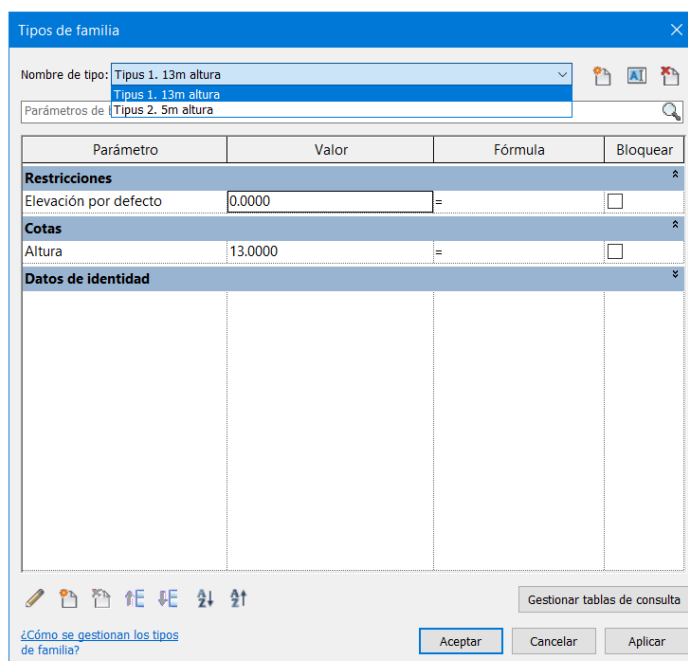 Tipos de familia
Nombre de tipo: Tipus 1. 13m altura
Tipus 1. 13m altura
Tipus 2. 5m altura
Parámetros de
Parámetro Valor Fórmula Bloquear
Restricciones
Elevación por defecto 0.0000 =
Cotas
Altura 13.0000 =
Datos de identidad
Gestionar tablas de consulta
¿Cómo se gestionan los tipos
de familia?
Aceptar Cancelar Aplicar